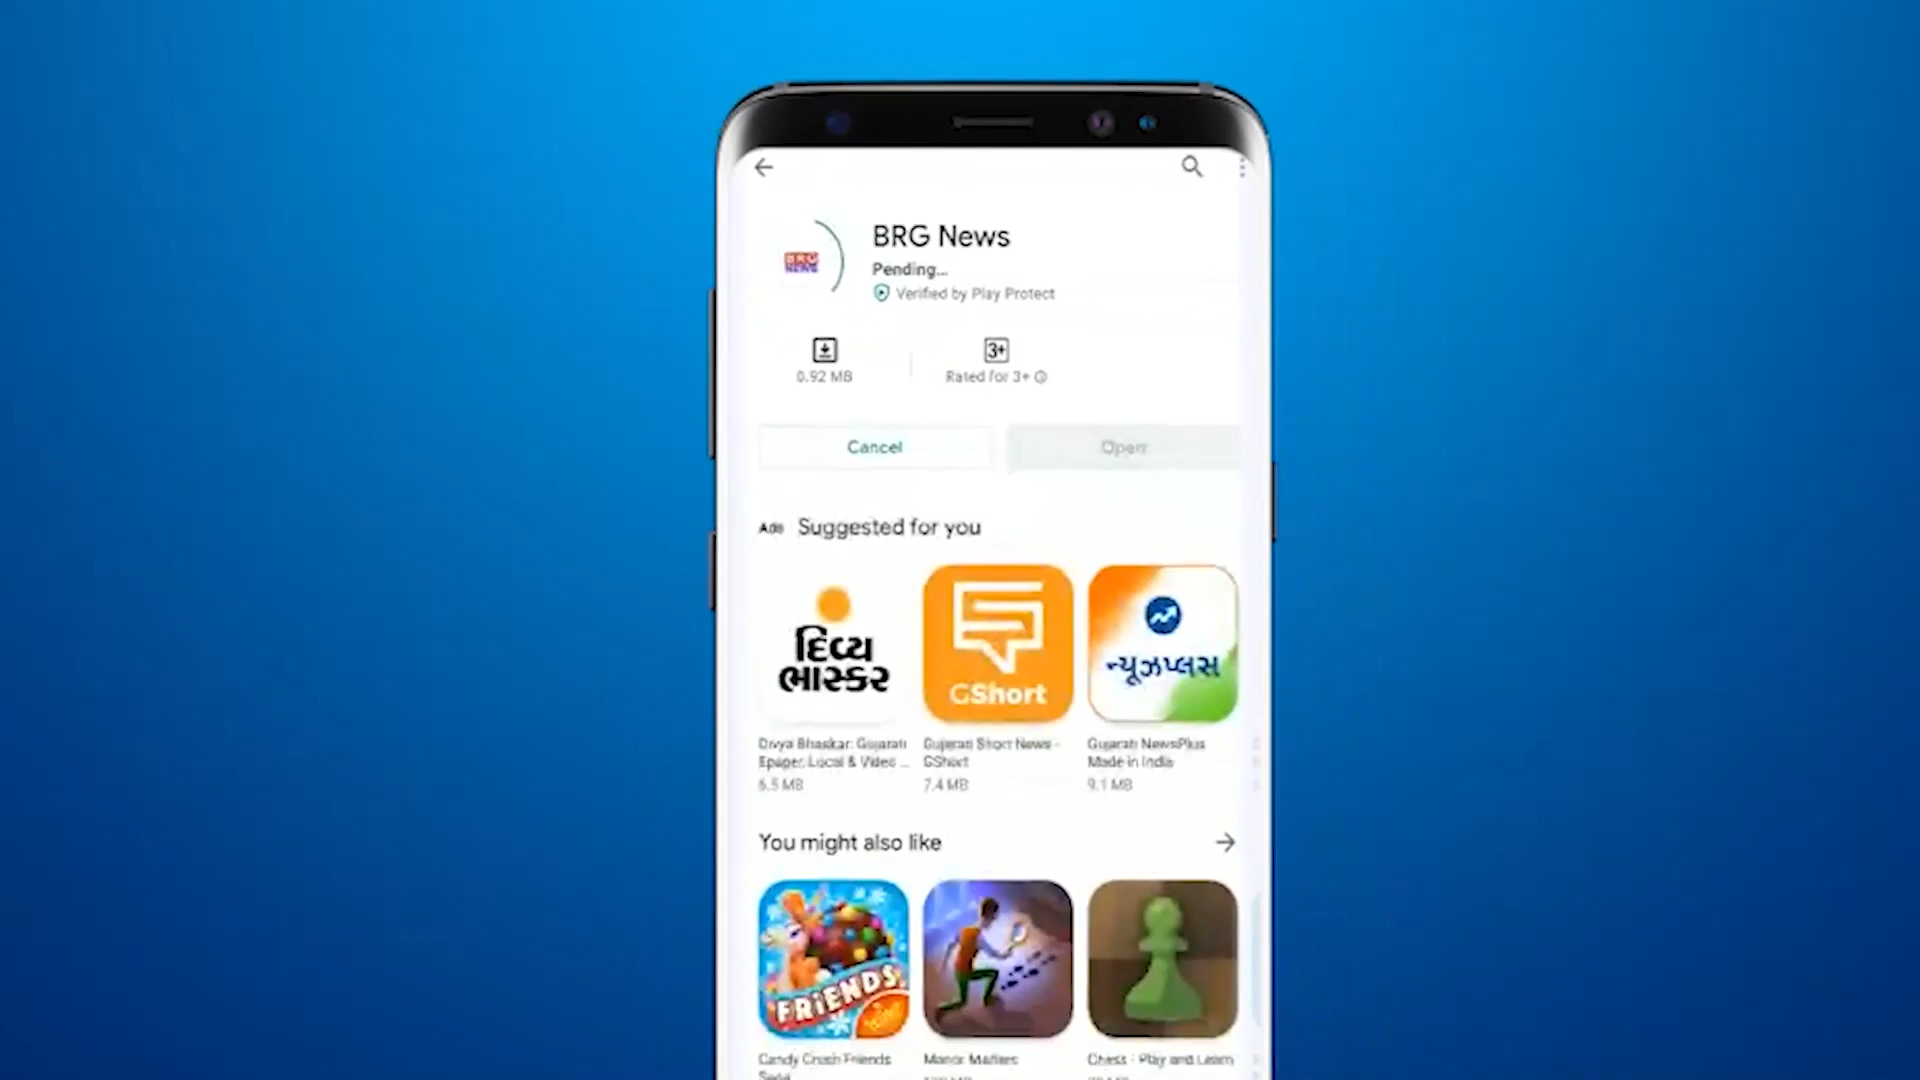 BRG News
BRG
NEWS
Pending...
Verified by Play Protect
3+
0.92 MB
Rated for 3+
Cancel
Open
Ads Suggested for you
દિવ્ય
ભાસ્કર
GShort
ન્યૂઝપ્લસ
Divya Bhaskar: Gujarati
Epaper, Local & Video ...
6.5 MB
Gujarati Short News -
GShort
7.4 MB
Gujarati NewsPlus
Made in India
9.1 MB
You might also like
FRIENDS
Candy Crush Friends
Saga
Manor Matters
Chess · Play and Learn